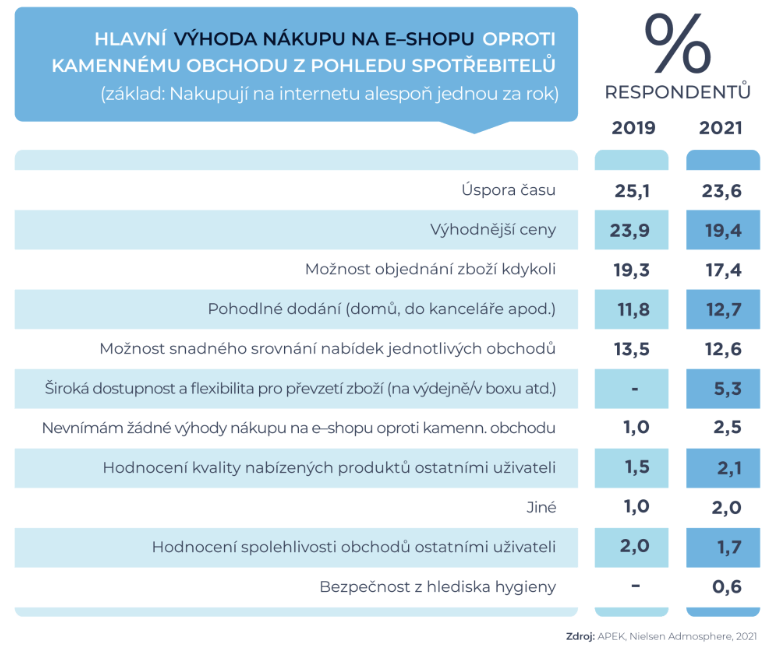 HLAVNÍ VÝHODA NÁKUPU NA E–SHOPU OPROTI
KAMENNÉMU OBCHODU Z POHLEDU SPOTŘEBITELŮ
(základ: Nakupují na internetu alespoň jednou za rok)
%
RESPONDENTŮ
2019 2021
Úspora času 25,1 23,6
Výhodnější ceny 23,9 19,4
Možnost objednání zboží kdykoli 19,3 17,4
Pohodlné dodání (domů, do kanceláře apod.) 11,8 12,7
Možnost snadného srovnání nabídek jednotlivých obchodů 13,5 12,6
Široká dostupnost a flexibilita pro převzetí zboží (na výdejně/v boxu atd.) - 5,3
Nevnímám žádné výhody nákupu na e–shopu oproti kamenn. obchodu 1,0 2,5
Hodnocení kvality nabízených produktů ostatními uživateli 1,5 2,1
Jiné 1,0 2,0
Hodnocení spolehlivosti obchodů ostatními uživateli 2,0 1,7
Bezpečnost z hlediska hygieny – 0,6
Zdroj: APEK, Nielsen Admosphere, 2021